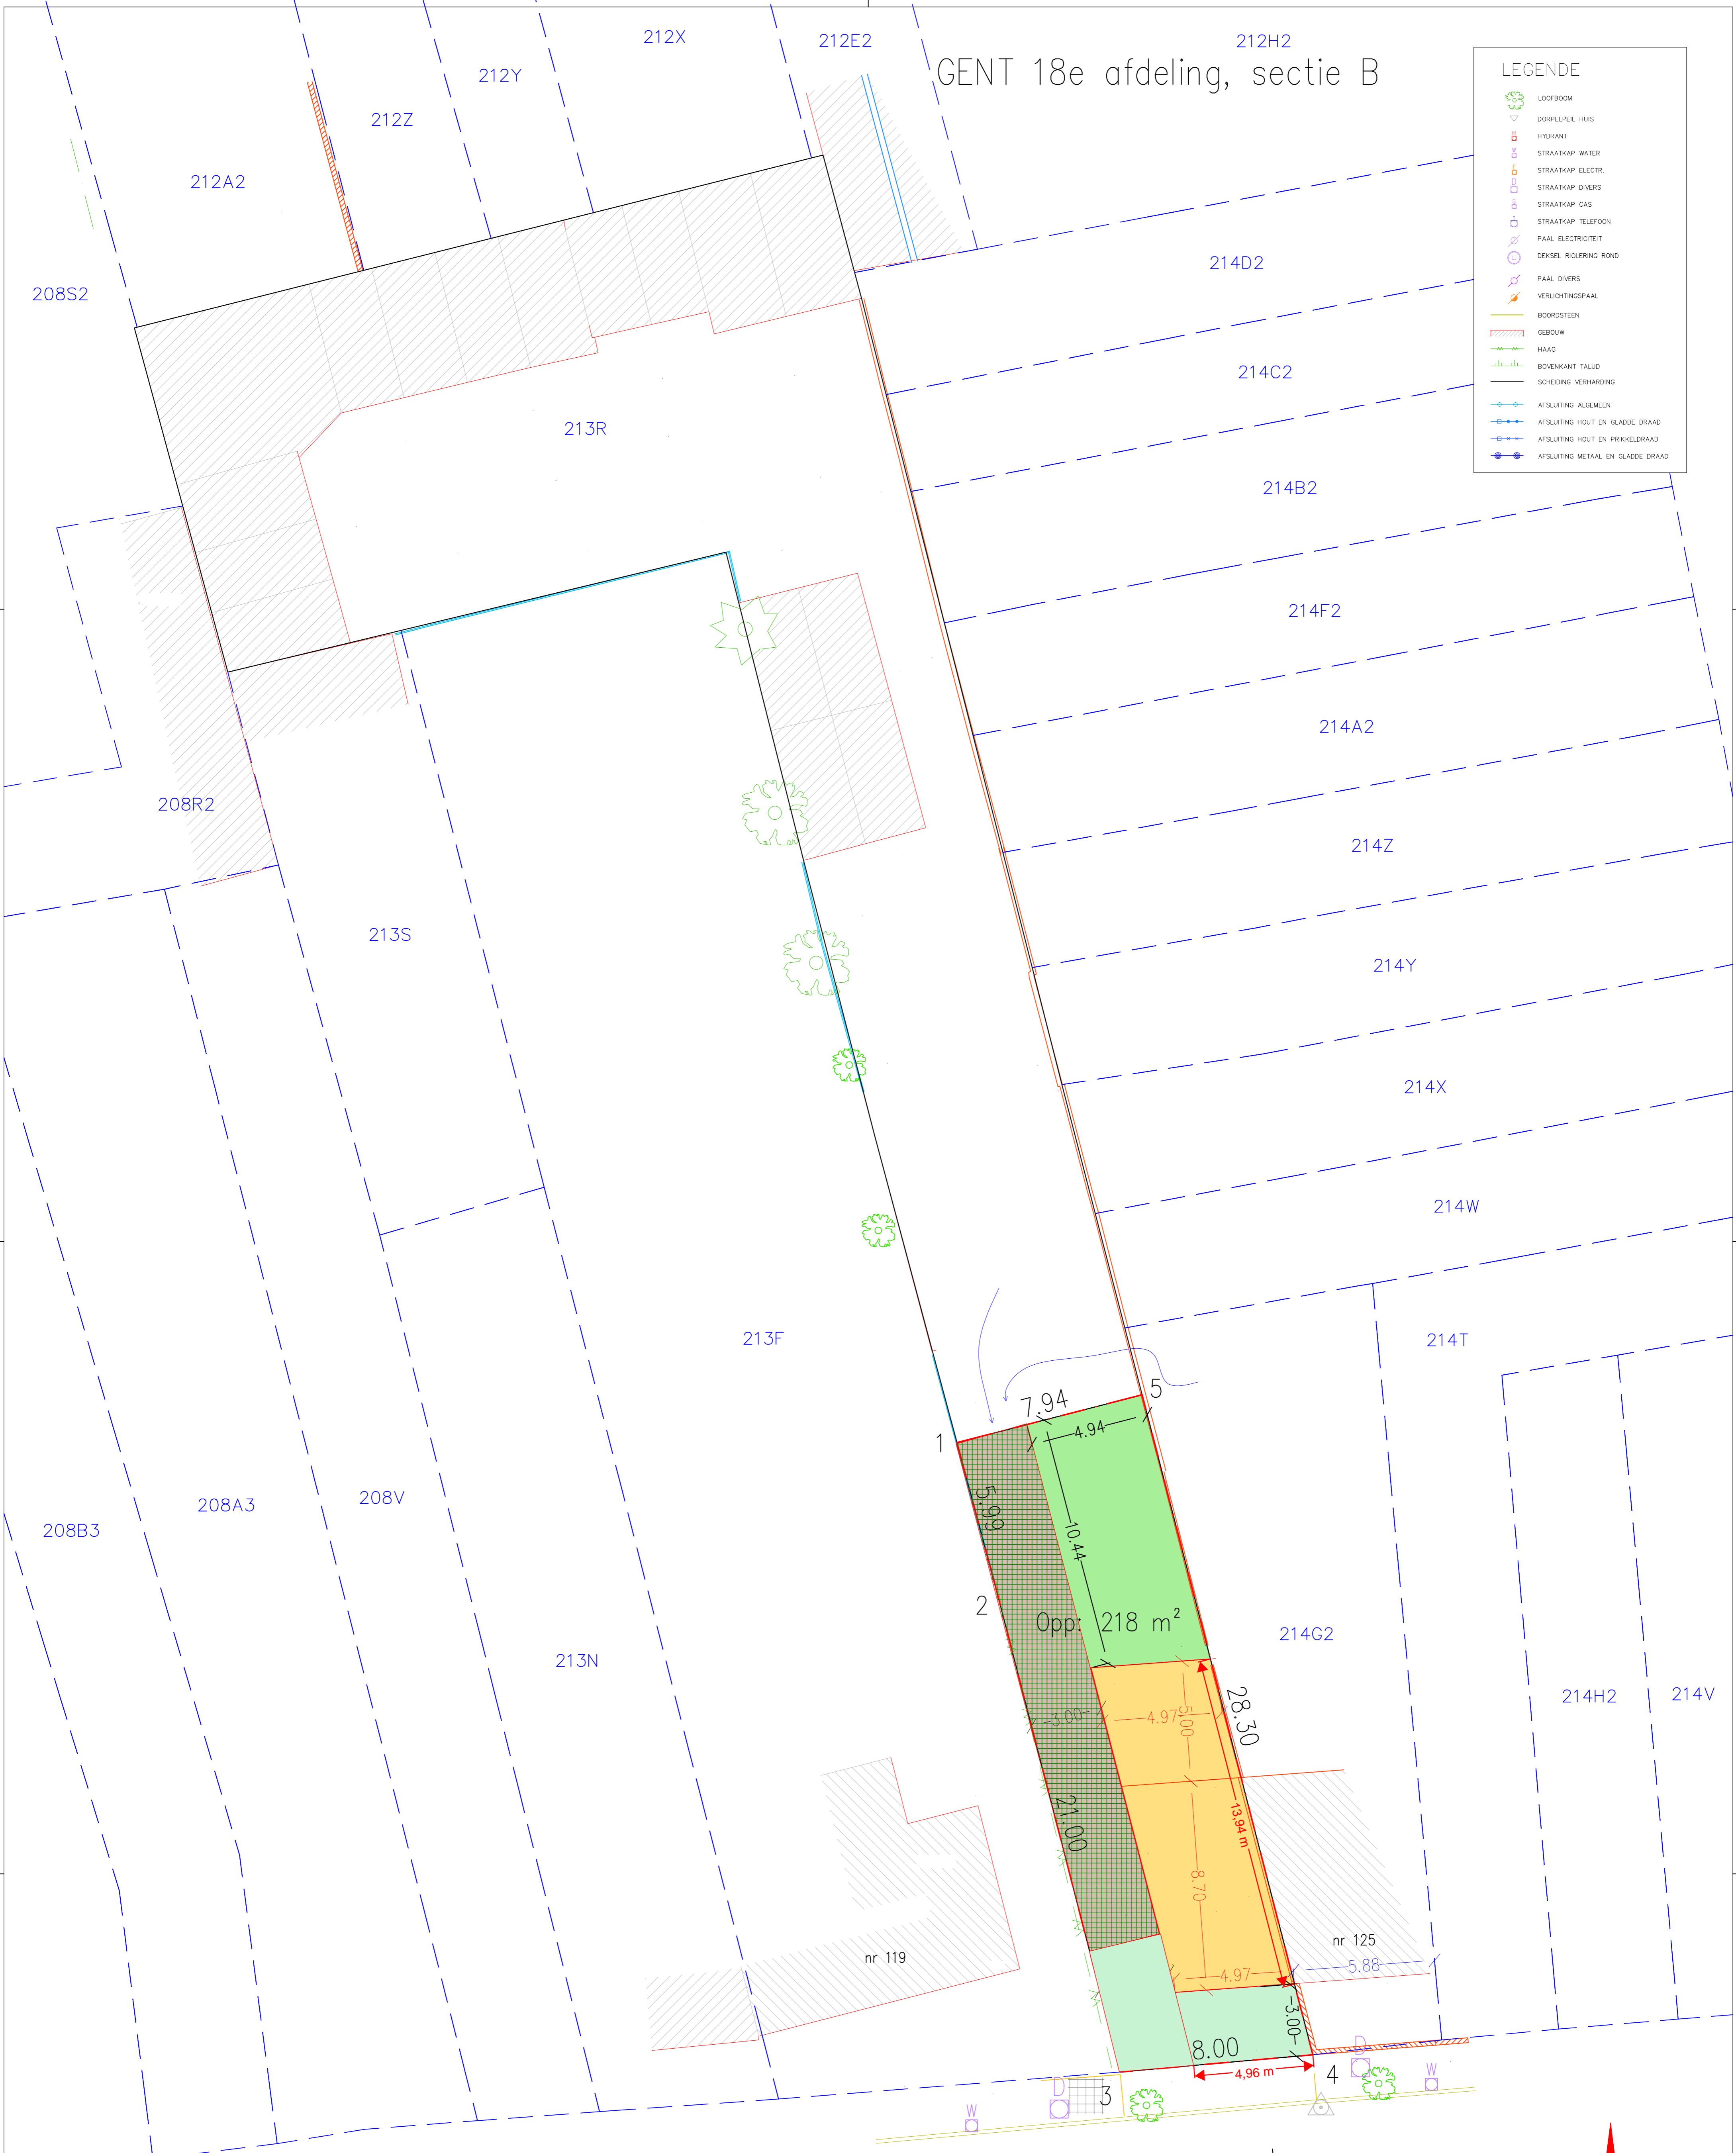 212X
212E2
212H2
GENT 18e afdeling, sectie B
212Y
212Z
212A2
208S2
LEGENDE
LOOFBOOM
DORPELPEIL HUIS
HYDRANT
STRAATKAP WATER
STRAATKAP ELECTR.
STRAATKAP DIVERS
STRAATKAP GAS
STRAATKAP TELEFOON
PAAL ELECTRICITEIT
DEKSEL RIOLERING ROND
PAAL DIVERS
VERLICHTINGSPAAL
BOORDSTEEN
GEBOUW
HAAG
BOVENKANT TALUD
SCHEIDING VERHARDING
AFSLUITING ALGEMEEN
AFSLUITING HOUT EN GLADDE DRAAD
AFSLUITING HOUT EN PRIKKELDRAAD
AFSLUITING METAAL EN GLADDE DRAAD
214D2
214C2
213R
214B2
214F2
214A2
208R2
214Z
213S
214Y
214X
214W
213F
214T
5
7.94
4.94
1
5.99
10.44
208V
208A3
208B3
2
Opp: 218 m²
214G2
213N
214H2
214V
28.30
3.00
4.97
5.00
21.00
13,94 m
8.70
nr 119
nr 125
5.88
4.97
3.00
8.00
4,96 m
4
3
D
W
D
W